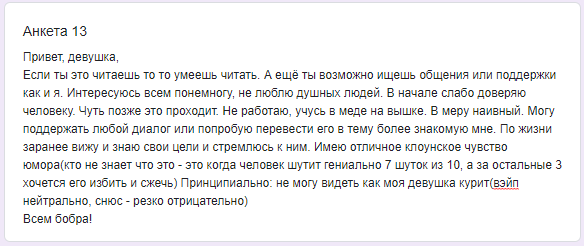 Анкета 13
Привет, девушка,
Если ты это читаешь то то умеешь читать. А ещё ты возможно ищешь общения или поддержки
как и я. Интересуюсь всем понемногу, не люблю душных людей. В начале слабо доверяю
человеку. Чуть позже это проходит. Не работаю, учусь в меде на вышке. В меру наивный. Могу
поддержать любой диалог или попробую перевести его в тему более знакомую мне. По жизни
заранее вижу и знаю свои цели и стремлюсь к ним. Имею отличное клоунское чувство
юмора(кто не знает что это - это когда человек шутит гениально 7 шуток из 10, а за остальные 3
хочется его избить и сжечь) Принципиально: не могу видеть как моя девушка курит(вэйп
нейтрально, снюс - резко отрицательно)
Всем бобра!